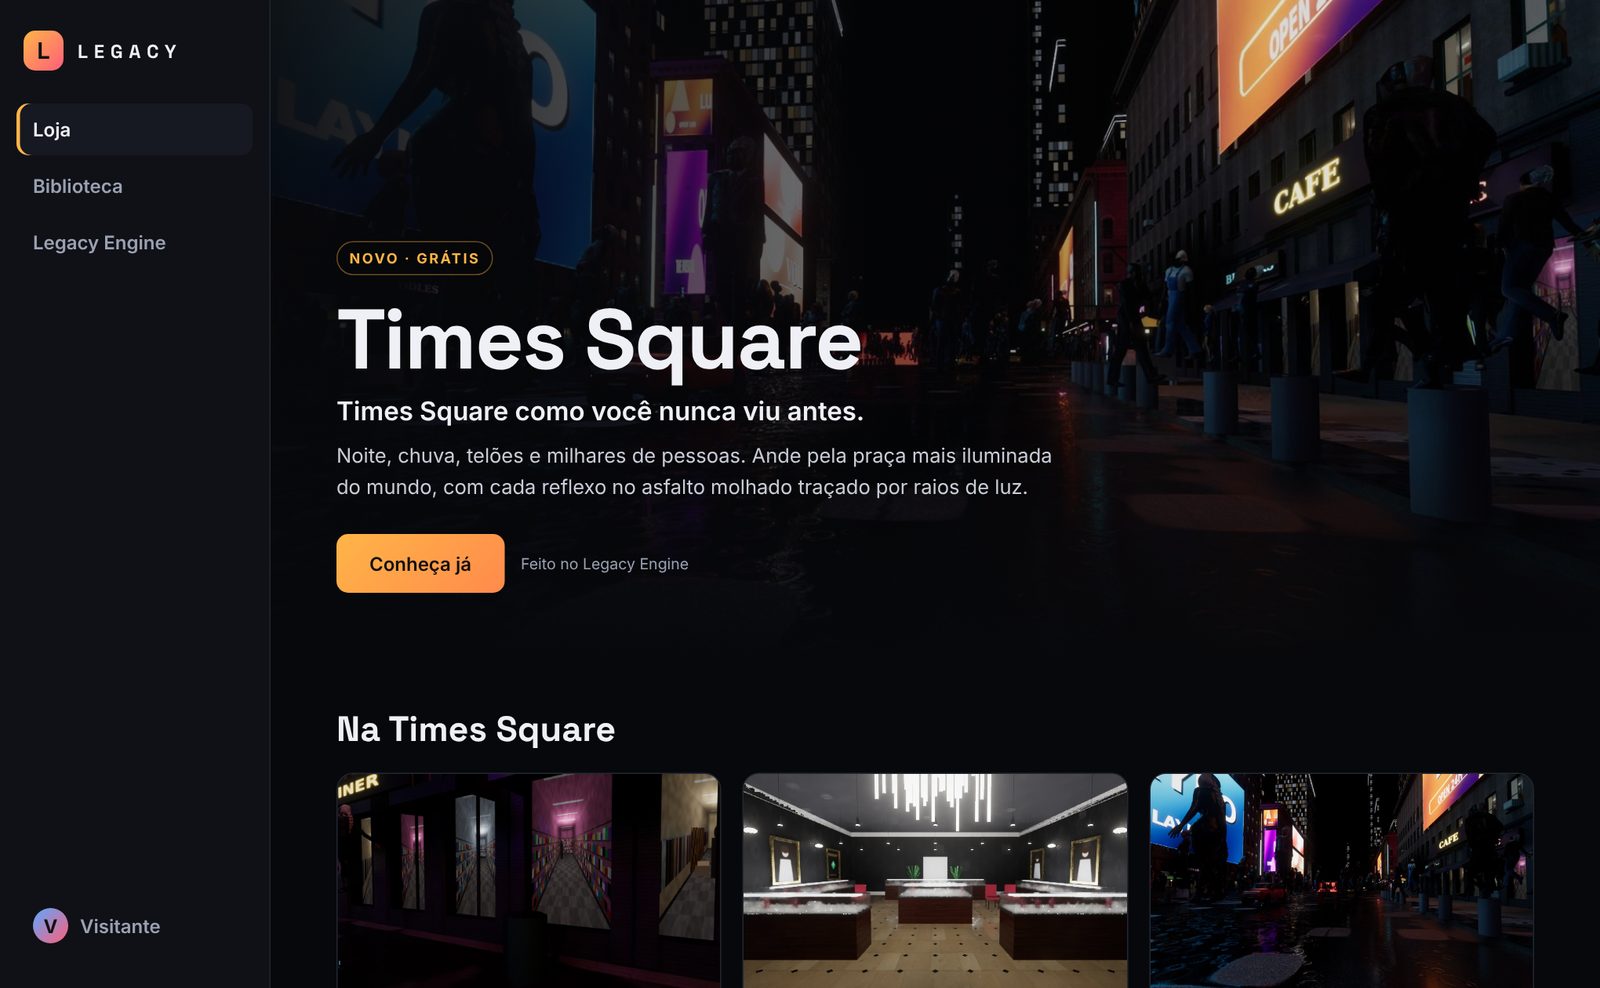 L LEGACY
Loja
Biblioteca
Legacy Engine
V Visitante
OPEN
CAFE
NOVO · GRÁTIS
Times Square
Times Square como você nunca viu antes.
Noite, chuva, telões e milhares de pessoas. Ande pela praça mais iluminada
do mundo, com cada reflexo no asfalto molhado traçado por raios de luz.
Conheça já
Feito no Legacy Engine
Na Times Square
INER
OPEN
CAFE